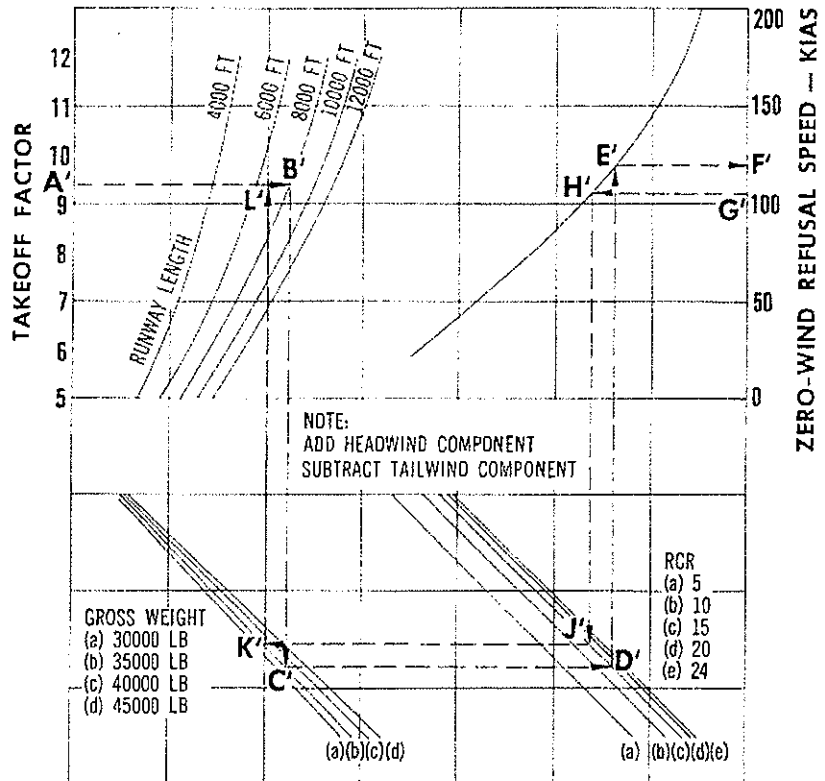 TAKEOFF FACTOR
13
12
11
10
9
8
7
6
5
4000 FT
6000 FT
8000 FT
10000 FT
12000 FT
RUNWAY LENGTH
A'
B'
L'
E'
F'
H'
G'
200
150
100
50
0
ZERO-WIND REFUSAL SPEED — KIAS
NOTE:
ADD HEADWIND COMPONENT
SUBTRACT TAILWIND COMPONENT
GROSS WEIGHT
(a) 30000 LB
(b) 35000 LB
(c) 40000 LB
(d) 45000 LB
K'
C'
J'
D'
RCR
(a) 5
(b) 10
(c) 15
(d) 20
(e) 24
(a)(b)(c)(d)
(a) (b)(c)(d)(e)